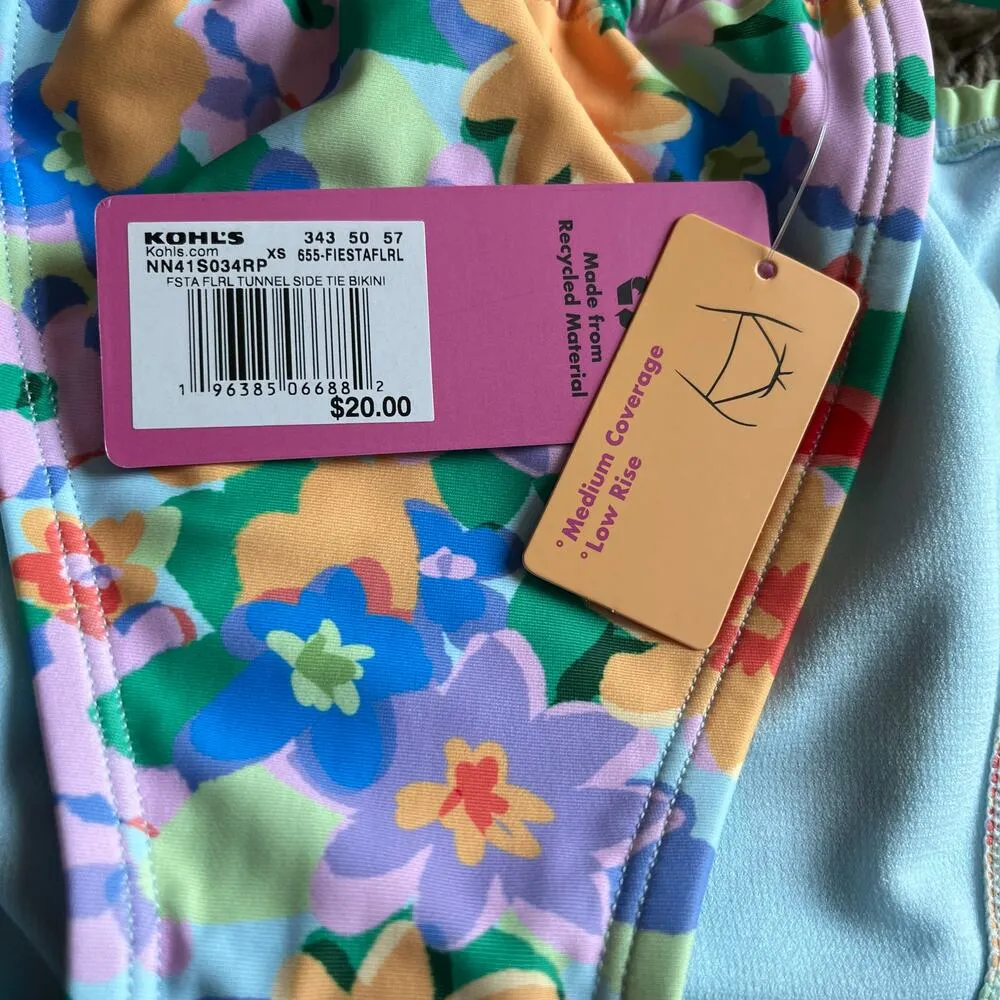 KOHL'S 343 50 57
Kohls.com XS 655-FIESTAFLRL
NN41S034RP
FSTA FLRL TUNNEL SIDE TIE BIKINI
1 96385 06688 2
$20.00
Made from
Recycled Material
° Medium Coverage
° Low Rise